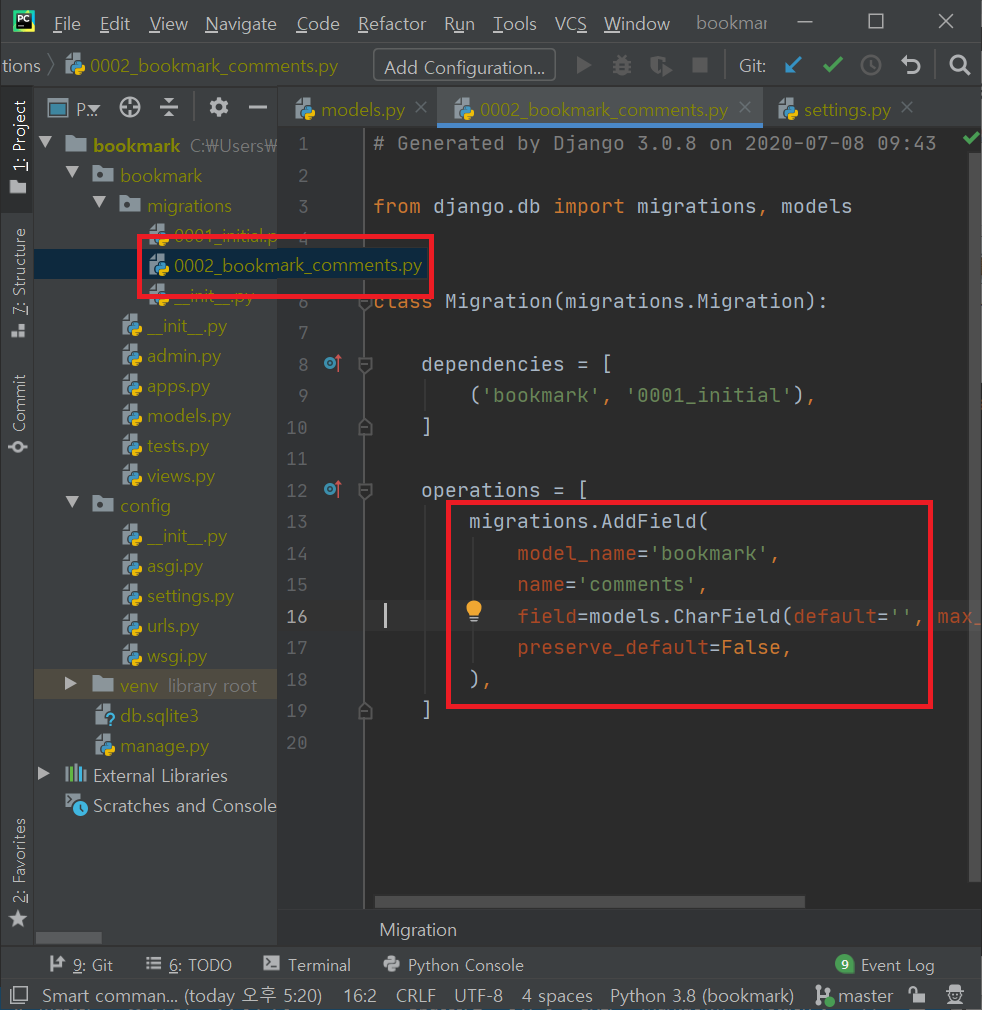 PC File Edit View Navigate Code Refactor Run Tools VCS Window bookmar
tions 0002_bookmark_comments.py Add Configuration... Git:
1: Project
7: Structure
Commit
2: Favorites
P...
bookmark C:₩Users₩
bookmark
migrations
0001_initial.p
0002_bookmark_comments.py
__init__.py
__init__.py
admin.py
apps.py
models.py
tests.py
views.py
config
__init__.py
asgi.py
settings.py
urls.py
wsgi.py
venv library root
db.sqlite3
manage.py
External Libraries
Scratches and Console
models.py 0002_bookmark_comments.py settings.py
1 # Generated by Django 3.0.8 on 2020-07-08 09:43
2
3 from django.db import migrations, models
4
6 class Migration(migrations.Migration):
7
8 dependencies = [
9 ('bookmark', '0001_initial'),
10 ]
11
12 operations = [
13 migrations.AddField(
14 model_name='bookmark',
15 name='comments',
16 field=models.CharField(default='', max_
17 preserve_default=False,
18 ),
19 ]
20
Migration
9: Git 6: TODO Terminal Python Console 9 Event Log
Smart comman... (today 오후 5:20) 16:2 CRLF UTF-8 4 spaces Python 3.8 (bookmark) master